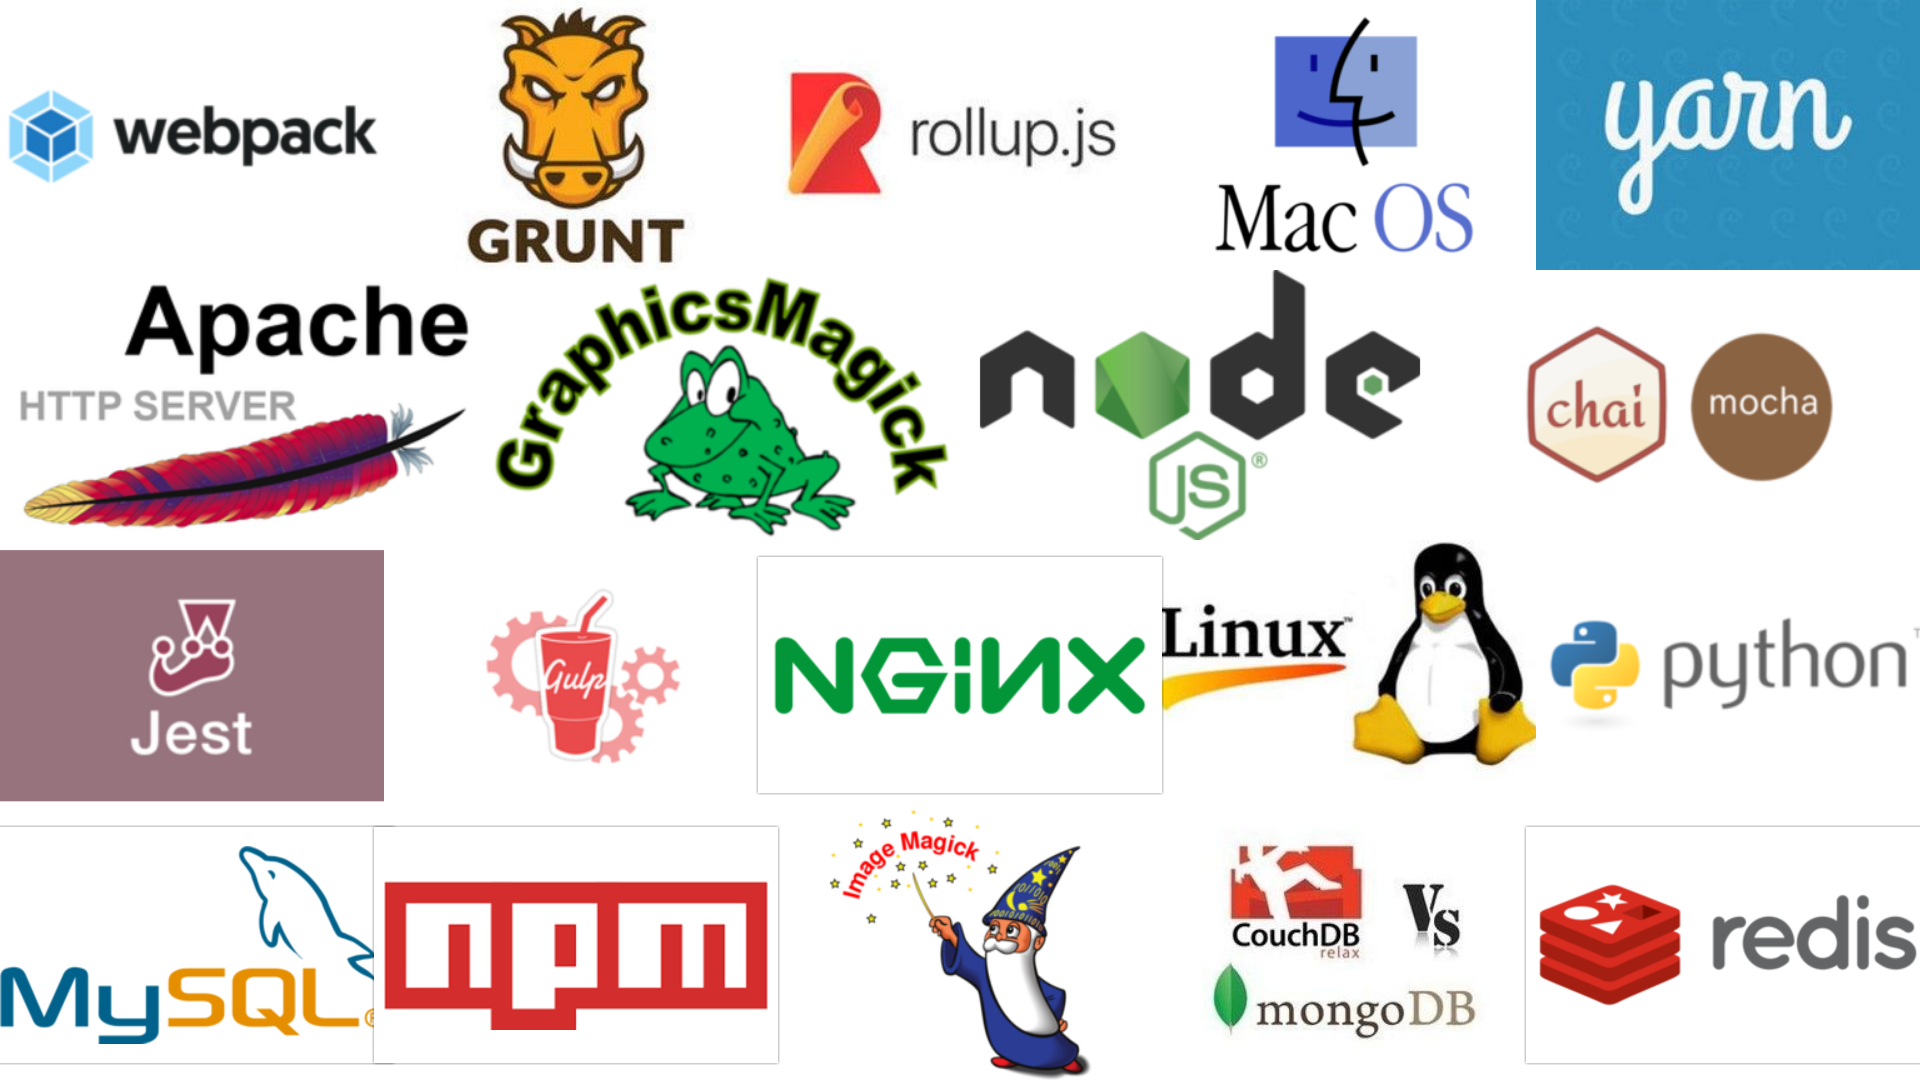 webpack
GRUNT
rollup.js
Mac OS
yarn
Apache
HTTP SERVER
GraphicsMagick
node
JS®
chai
mocha
Jest
Gulp
NGINX
Linux™
python
MySQL®
npm
Image Magick
CouchDB
relax
VS
mongoDB
redis